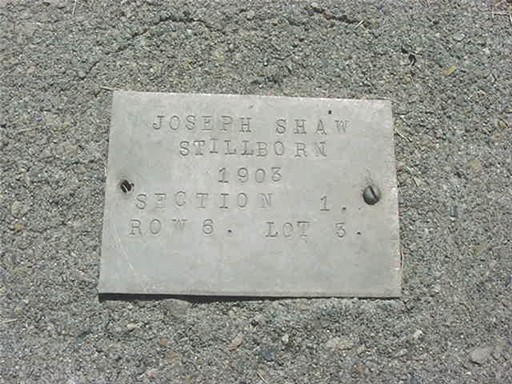 JOSEPH SHAW
STILLBORN
1903
SECTION 1.
ROW 6. LOT 3.